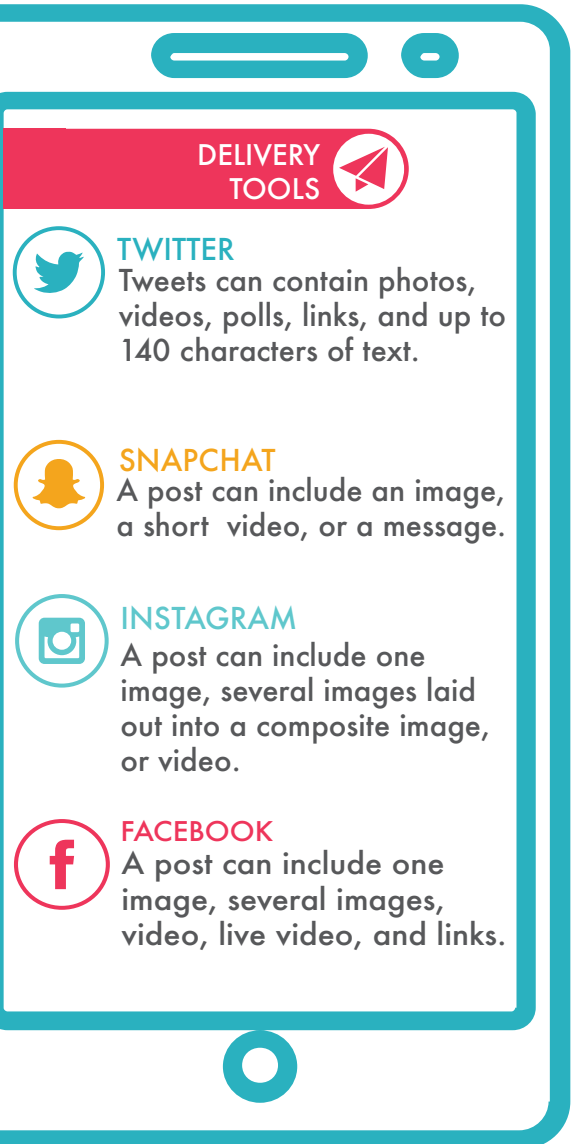 DELIVERY
TOOLS
TWITTER
Tweets can contain photos,
videos, polls, links, and up to
140 characters of text.
SNAPCHAT
A post can include an image,
a short  video, or a message.
INSTAGRAM
A post can include one
image, several images laid
out into a composite image,
or video.
FACEBOOK
A post can include one
image, several images,
video, live video, and links.